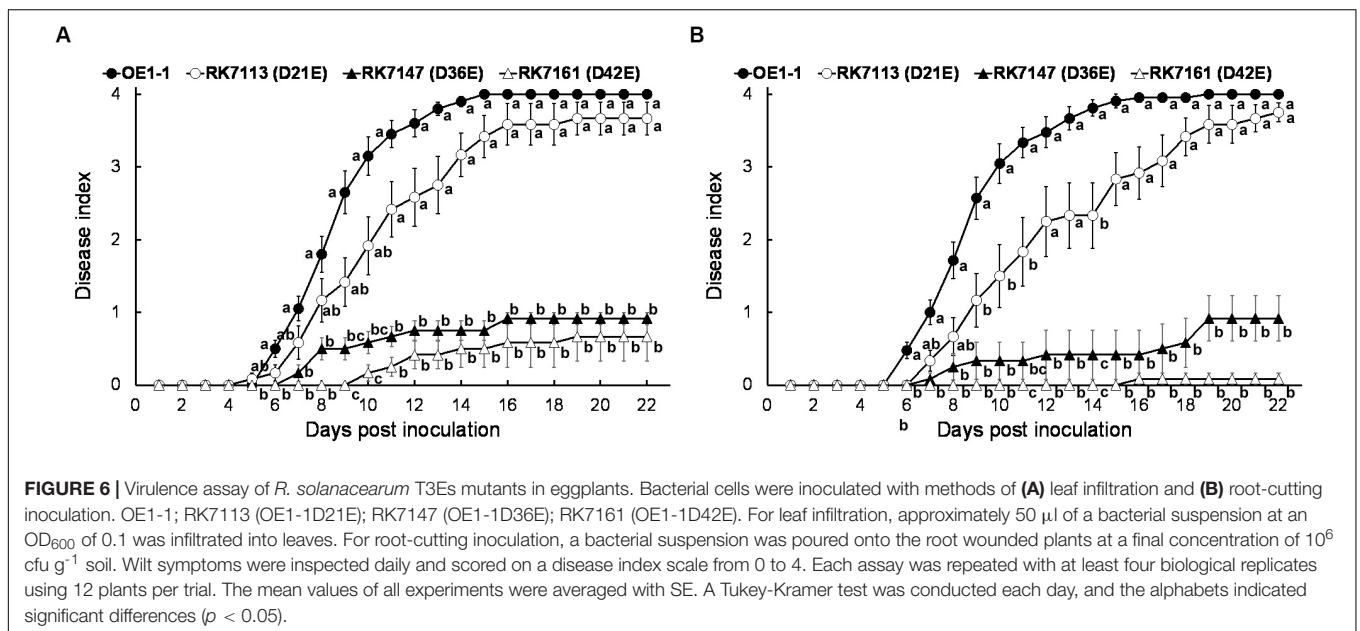 A
OE1-1 RK7113 (D21E) RK7147 (D36E) RK7161 (D42E)
Disease index
4
3
2
1
0
0 2 4 6 8 10 12 14 16 18 20 22
Days post inoculation
a a a a a a a a a a a a a a a a a
ab ab ab ab ab a a a a a a a a a a a a
b b b bc bc b b b b b b b b b b b b
b b b c c b b b b b b b b b b b b
B
OE1-1 RK7113 (D21E) RK7147 (D36E) RK7161 (D42E)
Disease index
4
3
2
1
0
0 2 4 6 8 10 12 14 16 18 20 22
Days post inoculation
FIGURE 6 | Virulence assay of R. solanacearum T3Es mutants in eggplants. Bacterial cells were inoculated with methods of (A) leaf infiltration and (B) root-cutting
inoculation. OE1-1; RK7113 (OE1-1D21E); RK7147 (OE1-1D36E); RK7161 (OE1-1D42E). For leaf infiltration, approximately 50 μl of a bacterial suspension at an
OD600 of 0.1 was infiltrated into leaves. For root-cutting inoculation, a bacterial suspension was poured onto the root wounded plants at a final concentration of 10⁶
cfu g⁻¹ soil. Wilt symptoms were inspected daily and scored on a disease index scale from 0 to 4. Each assay was repeated with at least four biological replicates
using 12 plants per trial. The mean values of all experiments were averaged with SE. A Tukey-Kramer test was conducted each day, and the alphabets indicated
significant differences (p < 0.05).